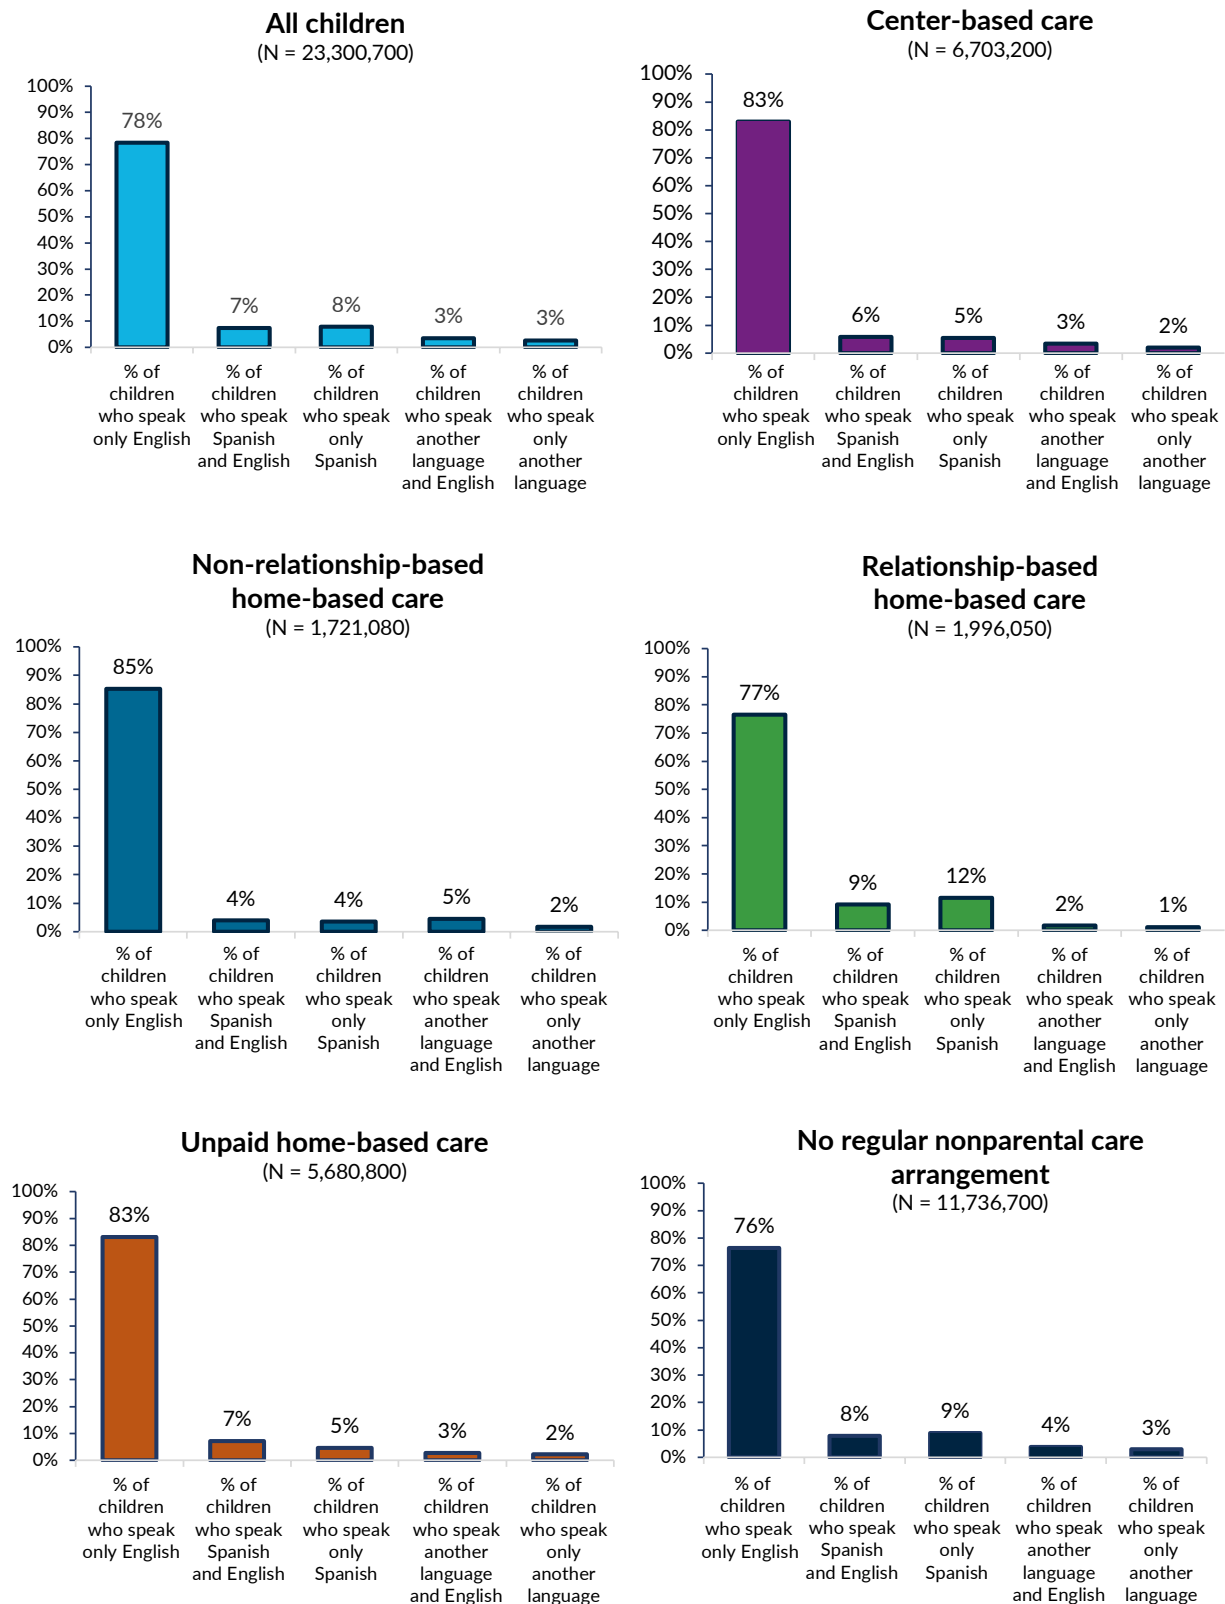 All children
(N = 23,300,700)
100%
90%
80%
70%
60%
50%
40%
30%
20%
10%
0%
78%
7%
8%
3%
3%
% of
children
who speak
only English
% of
children
who speak
Spanish
and English
% of
children
who speak
only
Spanish
% of
children
who speak
another
language
and English
% of
children
who speak
only
another
language
Center-based care
(N = 6,703,200)
100%
90%
80%
70%
60%
50%
40%
30%
20%
10%
0%
83%
6%
5%
3%
2%
% of
children
who speak
only English
% of
children
who speak
Spanish
and English
% of
children
who speak
only
Spanish
% of
children
who speak
another
language
and English
% of
children
who speak
only
another
language
Non-relationship-based
home-based care
(N = 1,721,080)
100%
90%
80%
70%
60%
50%
40%
30%
20%
10%
0%
85%
4%
4%
5%
2%
% of
children
who speak
only English
% of
children
who speak
Spanish
and English
% of
children
who speak
only
Spanish
% of
children
who speak
another
language
and English
% of
children
who speak
only
another
language
Relationship-based
home-based care
(N = 1,996,050)
100%
90%
80%
70%
60%
50%
40%
30%
20%
10%
0%
77%
9%
12%
2%
1%
% of
children
who speak
only English
% of
children
who speak
Spanish
and English
% of
children
who speak
only
Spanish
% of
children
who speak
another
language
and English
% of
children
who speak
only
another
language
Unpaid home-based care
(N = 5,680,800)
100%
90%
80%
70%
60%
50%
40%
30%
20%
10%
0%
83%
7%
5%
3%
2%
% of
children
who speak
only English
% of
children
who speak
Spanish
and English
% of
children
who speak
only
Spanish
% of
children
who speak
another
language
and English
% of
children
who speak
only
another
language
No regular nonparental care
arrangement
(N = 11,736,700)
100%
90%
80%
70%
60%
50%
40%
30%
20%
10%
0%
76%
8%
9%
4%
3%
% of
children
who speak
only English
% of
children
who speak
Spanish
and English
% of
children
who speak
only
Spanish
% of
children
who speak
another
language
and English
% of
children
who speak
only
another
language